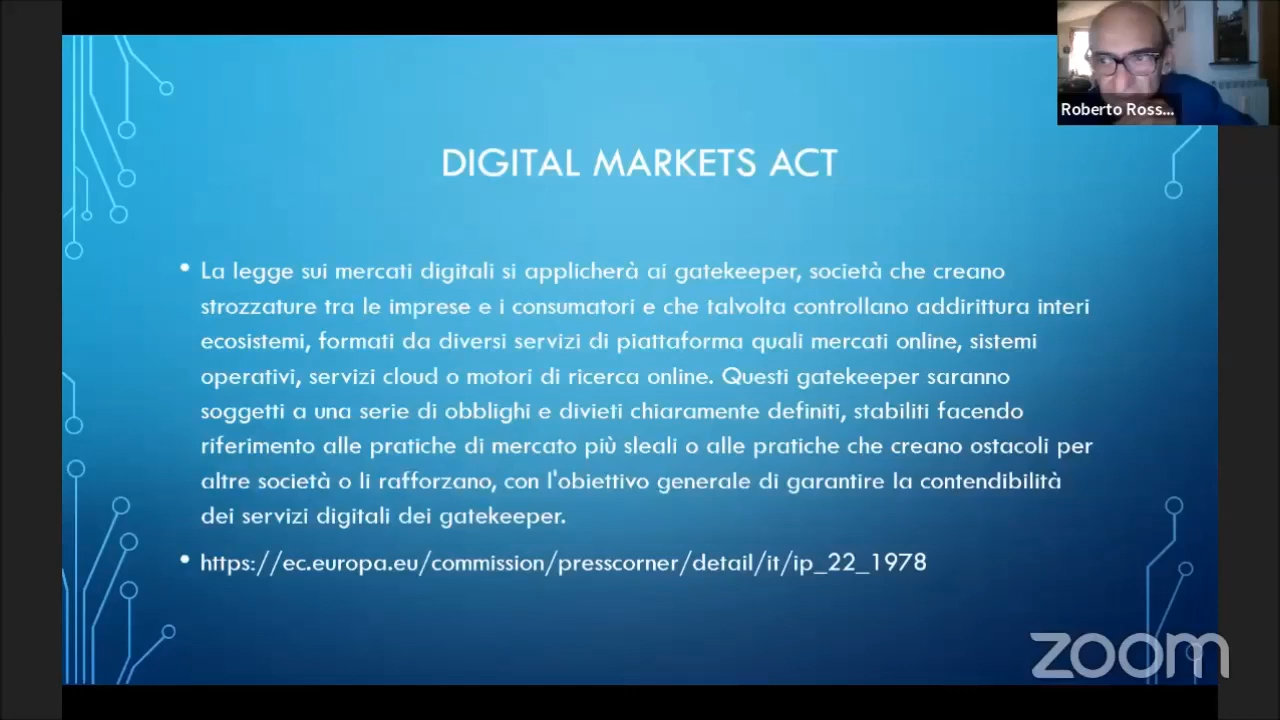 Roberto Ross...
DIGITAL MARKETS ACT
• La legge sui mercati digitali si applicherà ai gatekeeper, società che creano
strozzature tra le imprese e i consumatori e che talvolta controllano addirittura interi
ecosistemi, formati da diversi servizi di piattaforma quali mercati online, sistemi
operativi, servizi cloud o motori di ricerca online. Questi gatekeeper saranno
soggetti a una serie di obblighi e divieti chiaramente definiti, stabiliti facendo
riferimento alle pratiche di mercato più sleali o alle pratiche che creano ostacoli per
altre società o li rafforzano, con l'obiettivo generale di garantire la contendibilità
dei servizi digitali dei gatekeeper.
• https://ec.europa.eu/commission/presscorner/detail/it/ip_22_1978
zoom